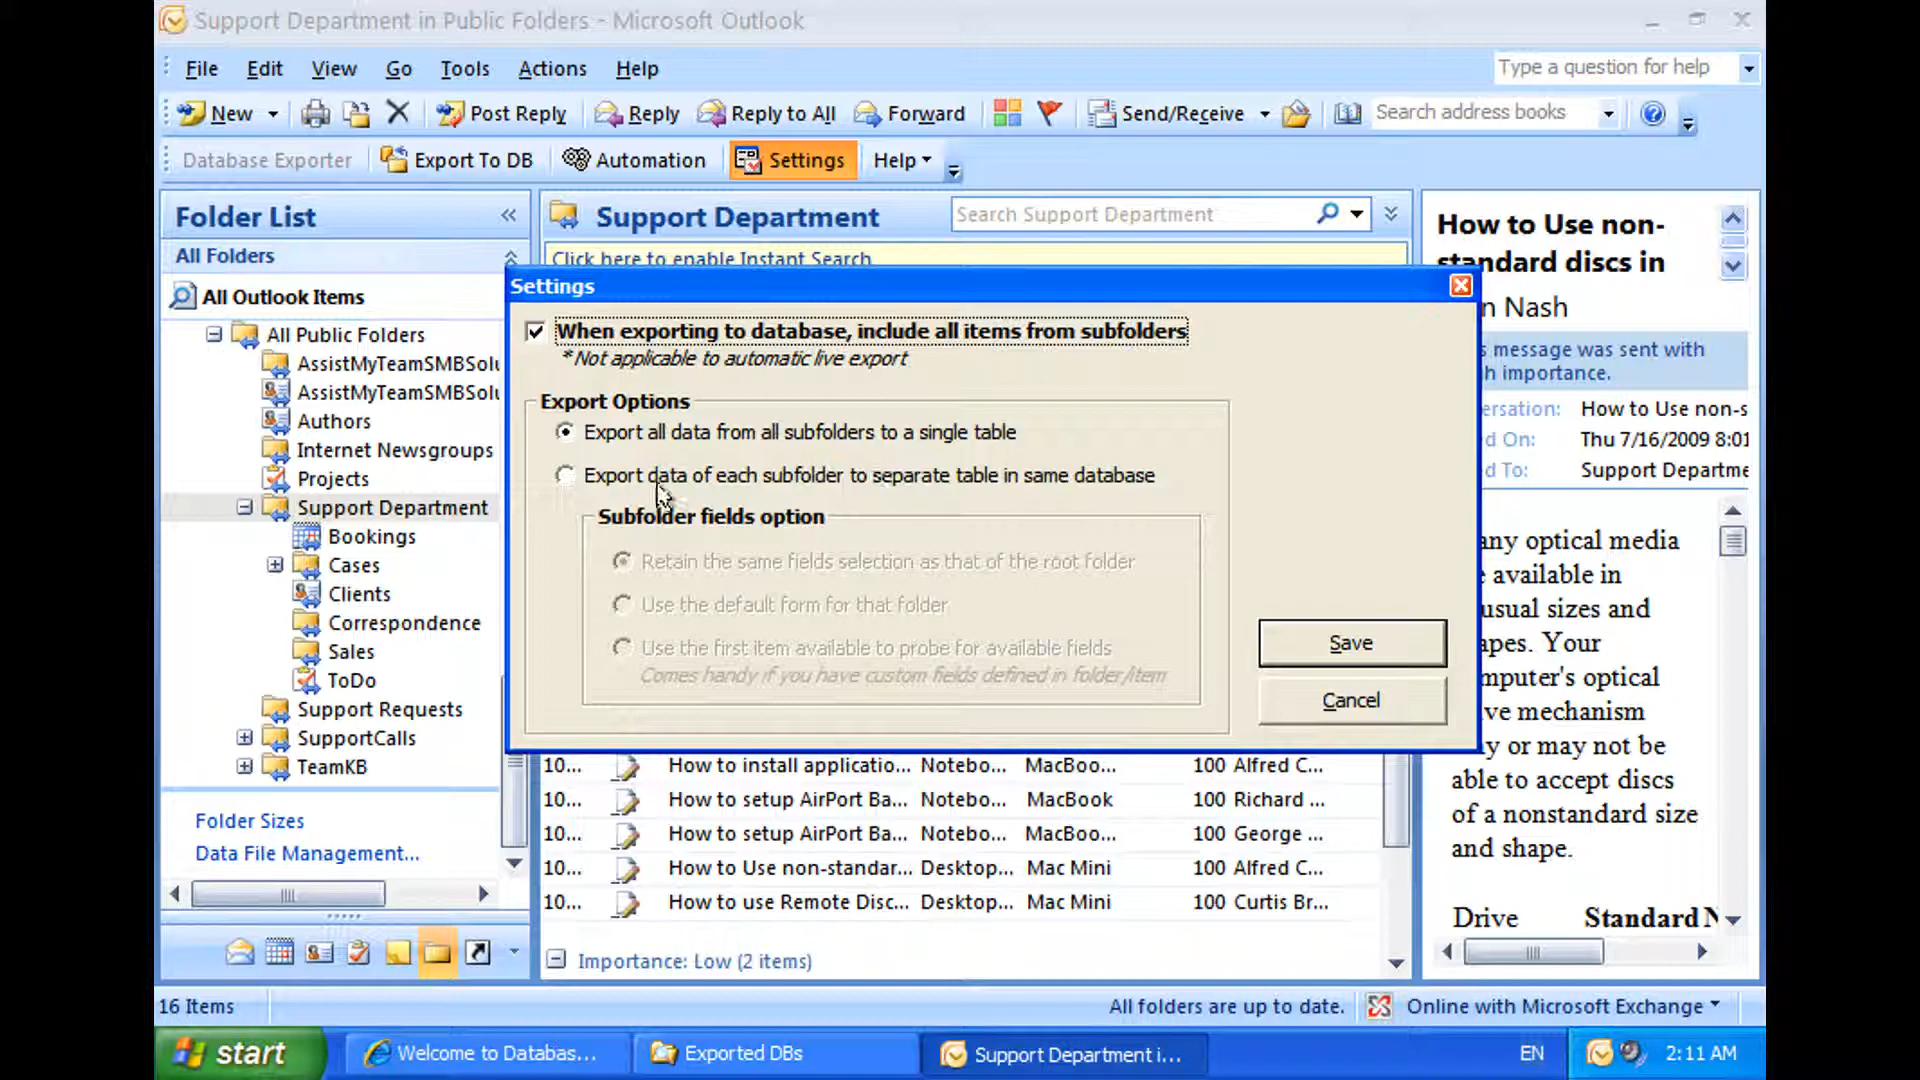 Support Department in Public Folders - Microsoft Outlook
File Edit View Go Tools Actions Help
Type a question for help
New Post Reply Reply Reply to All Forward Send/Receive Search address books
Database Exporter Export To DB Automation Settings Help
Folder List
All Folders
All Outlook Items
All Public Folders
AssistMyTeamSMBSolu
AssistMyTeamSMBSolu
Authors
Internet Newsgroups
Projects
Support Department
Bookings
Cases
Clients
Correspondence
Sales
ToDo
Support Requests
SupportCalls
TeamKB
Folder Sizes
Data File Management...
Support Department
Search Support Department
Click here to enable Instant Search
Settings
When exporting to database, include all items from subfolders
*Not applicable to automatic live export
Export Options
Export all data from all subfolders to a single table
Export data of each subfolder to separate table in same database
Subfolder fields option
Retain the same fields selection as that of the root folder
Use the default form for that folder
Use the first item available to probe for available fields
Comes handy if you have custom fields defined in folder/item
Save
Cancel
10... How to install applicatio... Notebo... MacBoo... 100 Alfred C...
10... How to setup AirPort Ba... Notebo... MacBook 100 Richard ...
10... How to setup AirPort Ba... Notebo... MacBoo... 100 George ...
10... How to Use non-standar... Desktop... Mac Mini 100 Alfred C...
10... How to use Remote Disc... Desktop... Mac Mini 100 Curtis Br...
Importance: Low (2 items)
How to Use non-
standard discs in
n Nash
message was sent with
h importance.
ersation: How to Use non-s
d On: Thu 7/16/2009 8:01
d To: Support Departme
any optical media
available in
usual sizes and
apes. Your
mputer's optical
ve mechanism
ay or may not be
able to accept discs
of a nonstandard size
and shape.
Drive Standard N
16 Items
All folders are up to date.
Online with Microsoft Exchange
start
Welcome to Databas...
Exported DBs
Support Department i...
EN
2:11 AM